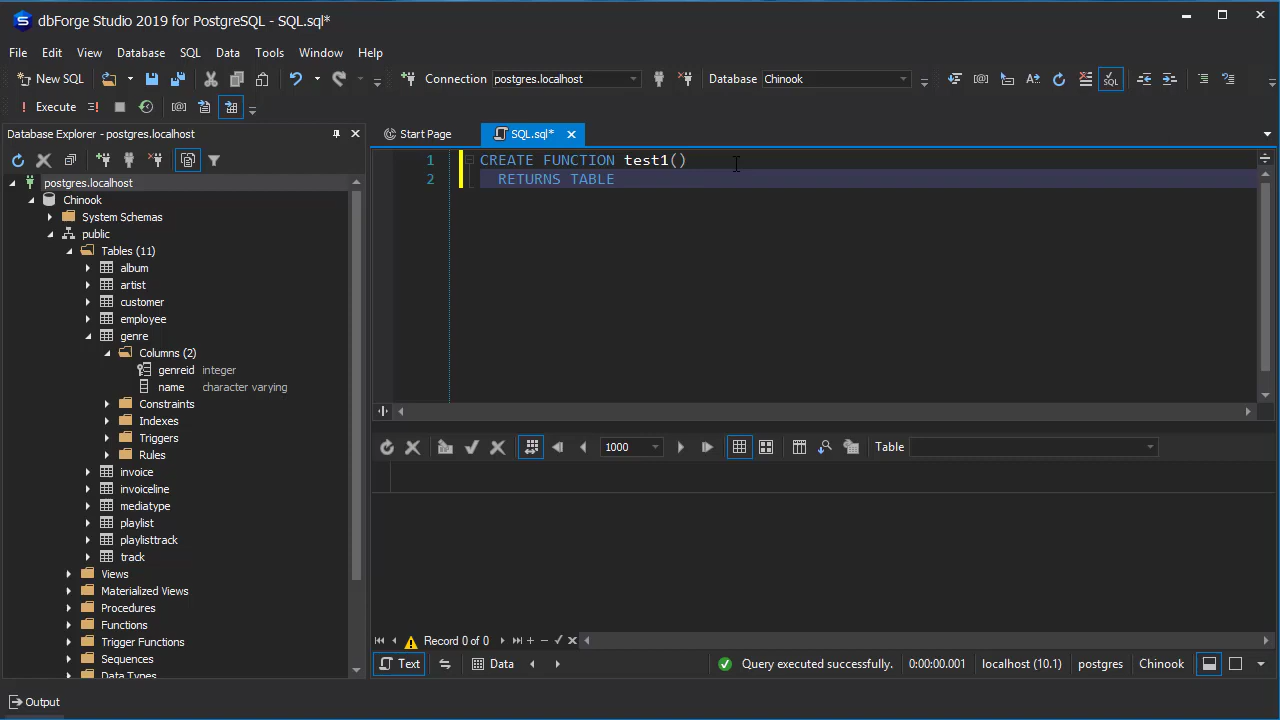 dbForge Studio 2019 for PostgreSQL - SQL.sql*
File Edit View Database SQL Data Tools Window Help
New SQL Connection postgres.localhost Database Chinook
Execute
Database Explorer - postgres.localhost
Start Page SQL.sql*
postgres.localhost
Chinook
System Schemas
public
Tables (11)
album
artist
customer
employee
genre
Columns (2)
genreid integer
name character varying
Constraints
Indexes
Triggers
Rules
invoice
invoiceline
mediatype
playlist
playlisttrack
track
Views
Materialized Views
Procedures
Functions
Trigger Functions
Sequences
Data Types
1 CREATE FUNCTION test1()
2 RETURNS TABLE
1000 Table
Record 0 of 0
Text Data Query executed successfully. 0:00:00.001 localhost (10.1) postgres Chinook
Output